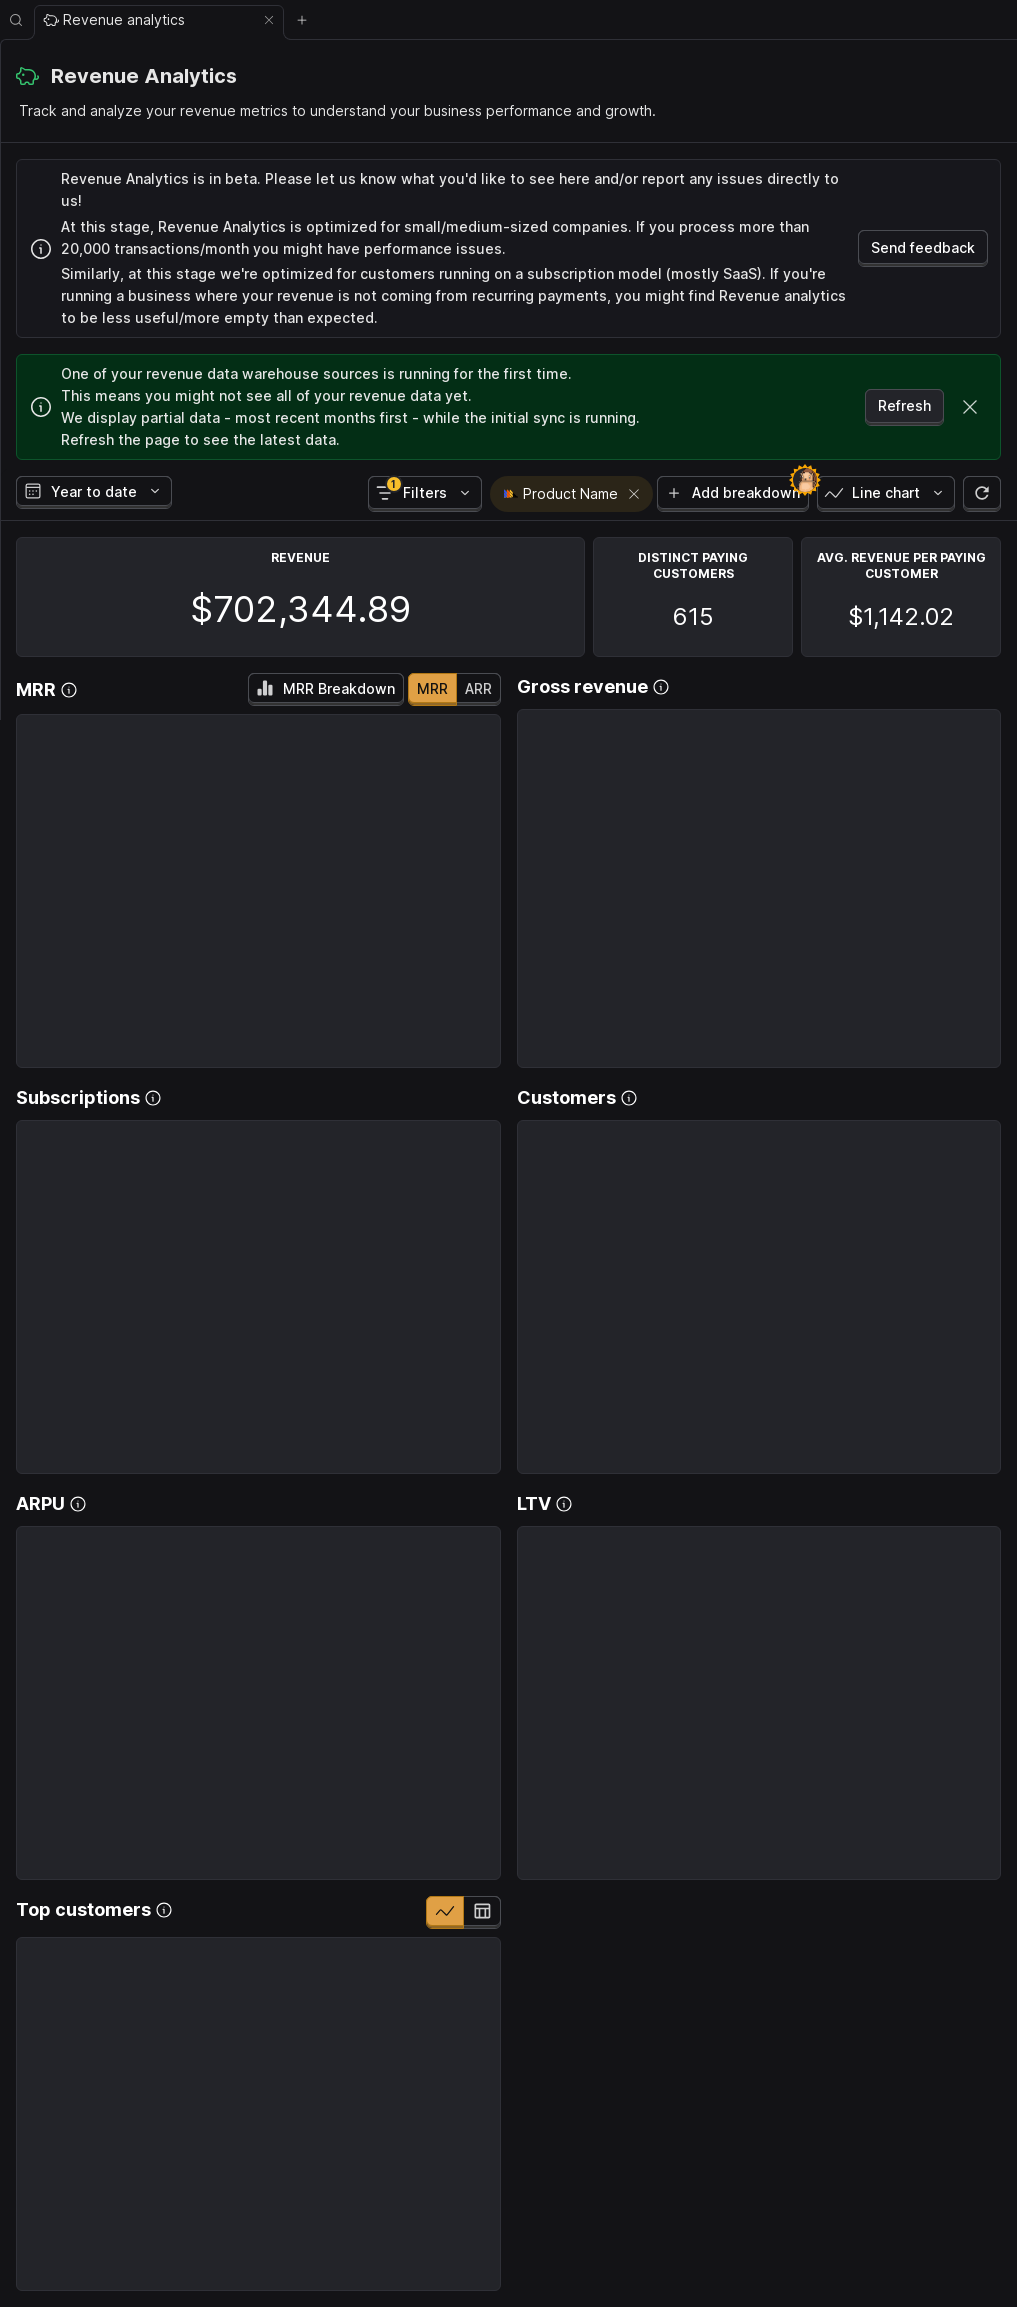 Revenue analytics
Revenue Analytics
Track and analyze your revenue metrics to understand your business performance and growth.
Revenue Analytics is in beta. Please let us know what you'd like to see here and/or report any issues directly to
us!
At this stage, Revenue Analytics is optimized for small/medium-sized companies. If you process more than
20,000 transactions/month you might have performance issues.
Similarly, at this stage we're optimized for customers running on a subscription model (mostly SaaS). If you're
running a business where your revenue is not coming from recurring payments, you might find Revenue analytics
to be less useful/more empty than expected.
Send feedback
One of your revenue data warehouse sources is running for the first time.
This means you might not see all of your revenue data yet.
We display partial data - most recent months first - while the initial sync is running.
Refresh the page to see the latest data.
Refresh
Year to date
1
Filters
Product Name
Add breakdown
Line chart
REVENUE
$702,344.89
DISTINCT PAYING
CUSTOMERS
615
AVG. REVENUE PER PAYING
CUSTOMER
$1,142.02
MRR
MRR Breakdown
MRR
ARR
Gross revenue
Subscriptions
Customers
ARPU
LTV
Top customers